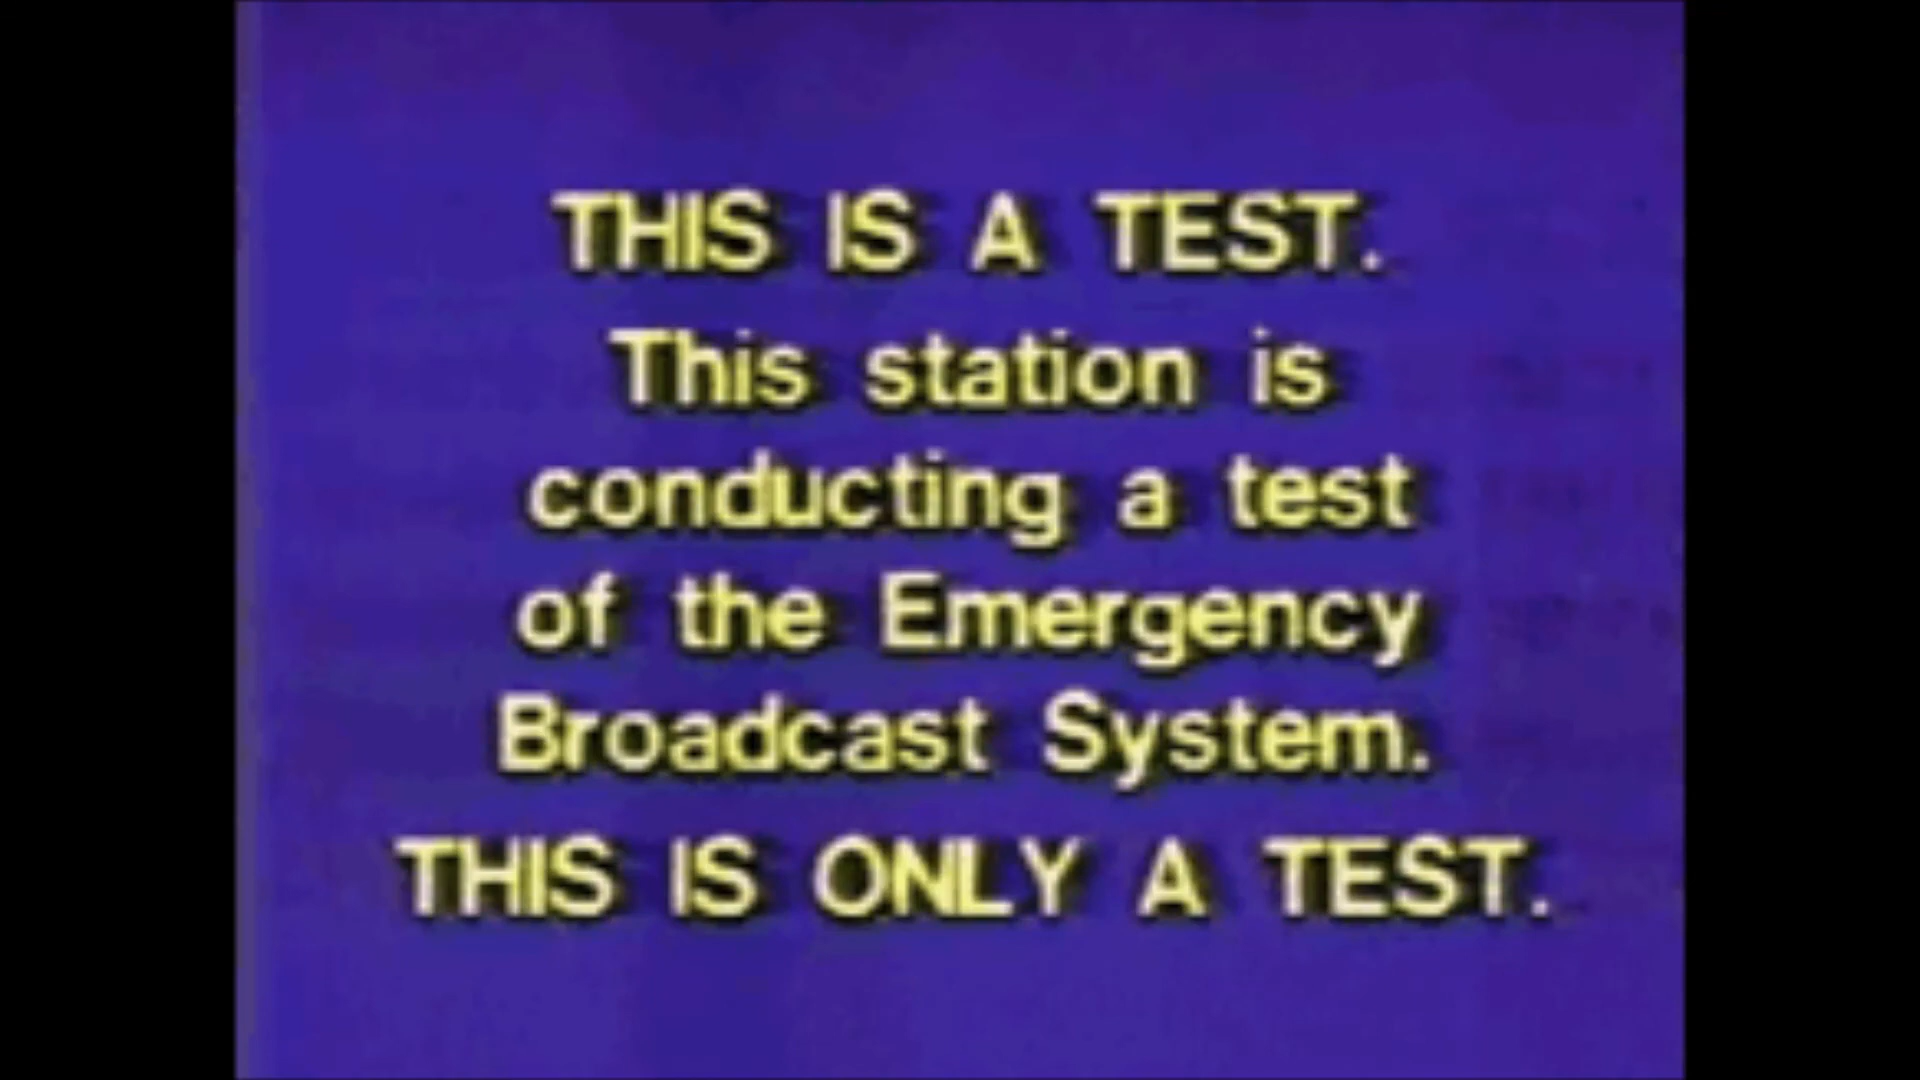 THIS IS A TEST.
This station is
conducting a test
of the Emergency
Broadcast System.
THIS IS ONLY A TEST.